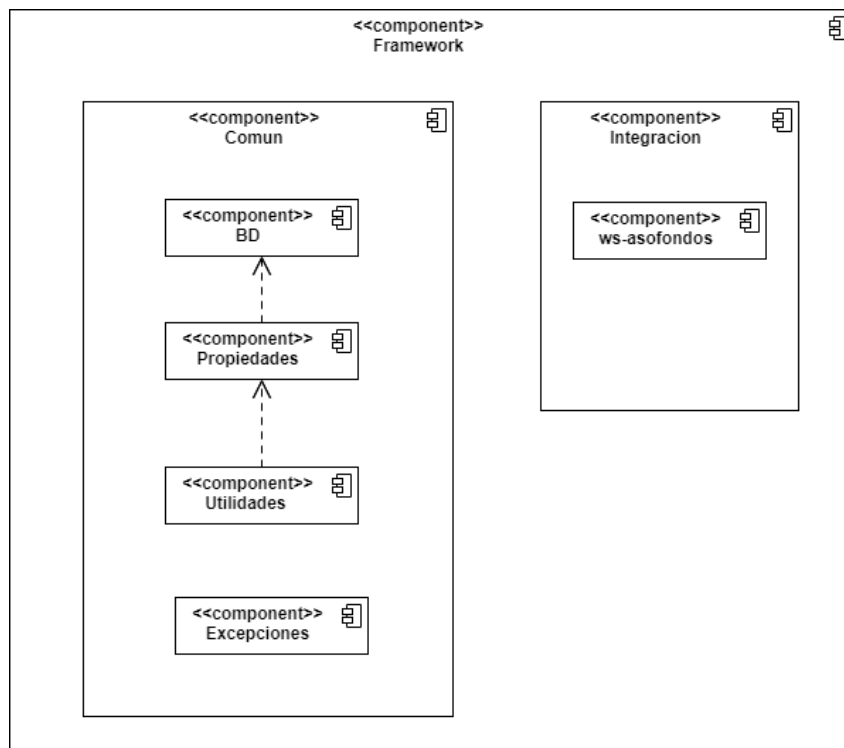 <<component>>
Framework
<<component>>
Comun
<<component>>
BD
<<component>>
Propiedades
<<component>>
Utilidades
<<component>>
Excepciones
<<component>>
Integracion
<<component>>
ws-asofondos